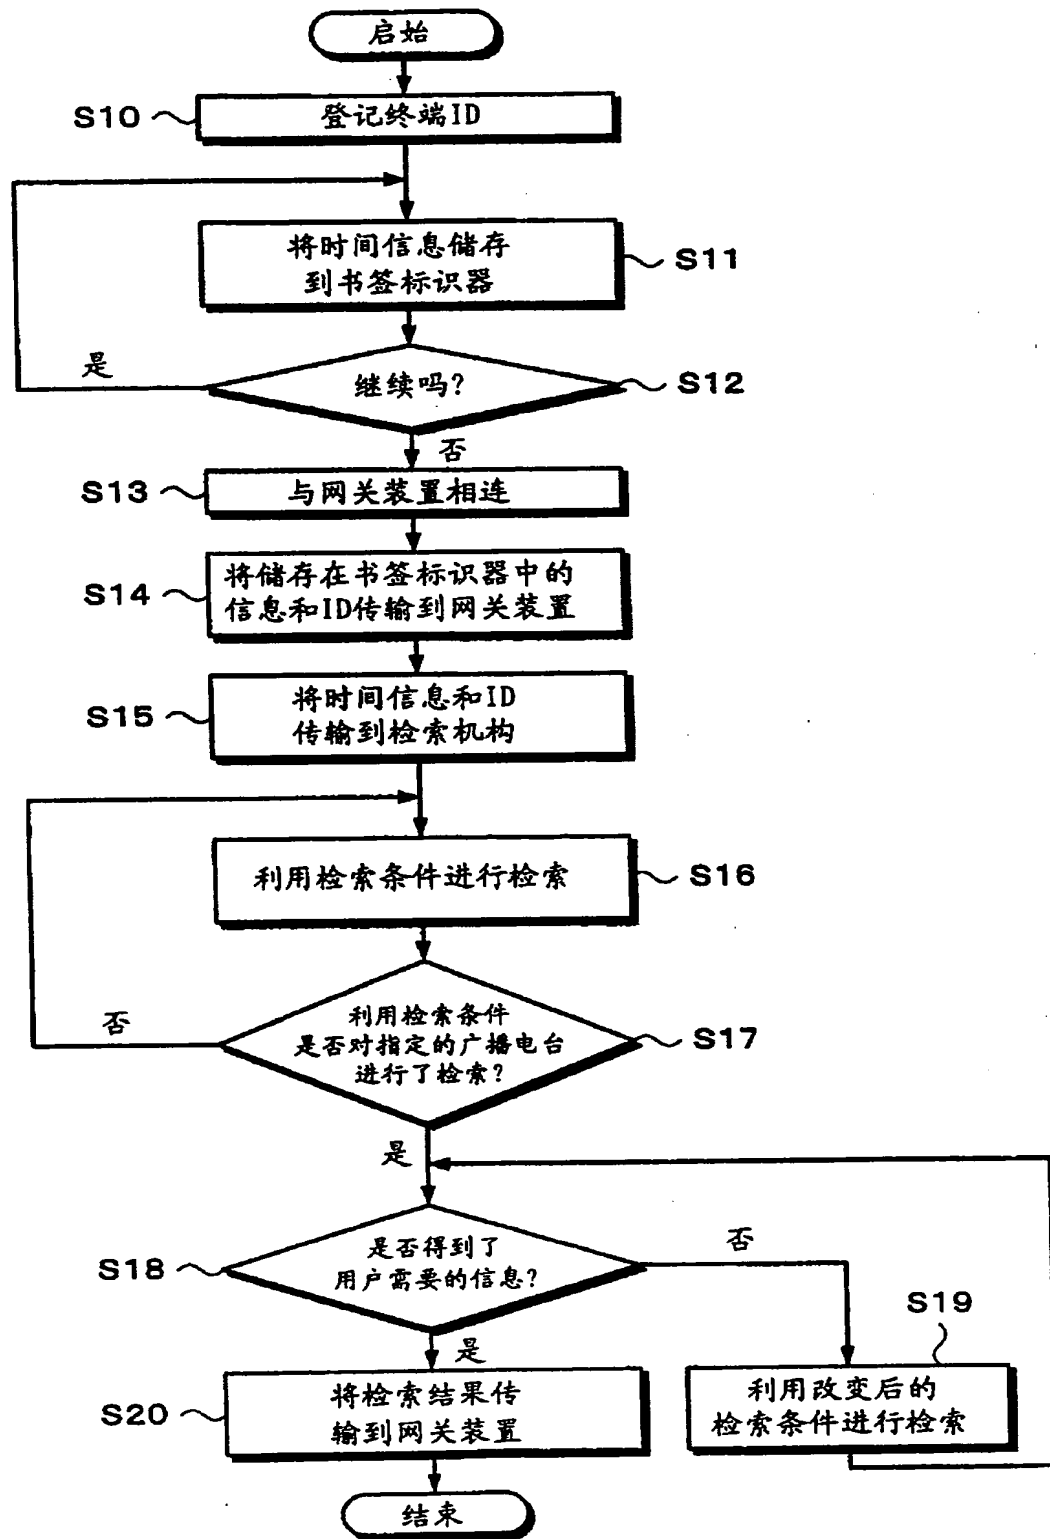 启始
S10
登记终端ID
将时间信息储存
到书签标识器
S11
是
继续吗?
S12
否
S13
与网关装置相连
S14
将储存在书签标识器中的
信息和ID传输到网关装置
S15
将时间信息和ID
传输到检索机构
利用检索条件进行检索
S16
否
利用检索条件
是否对指定的广播电台
进行了检索?
S17
是
S18
是否得到了
用户需要的信息?
否
S19
是
S20
将检索结果传
输到网关装置
利用改变后的
检索条件进行检索
结束